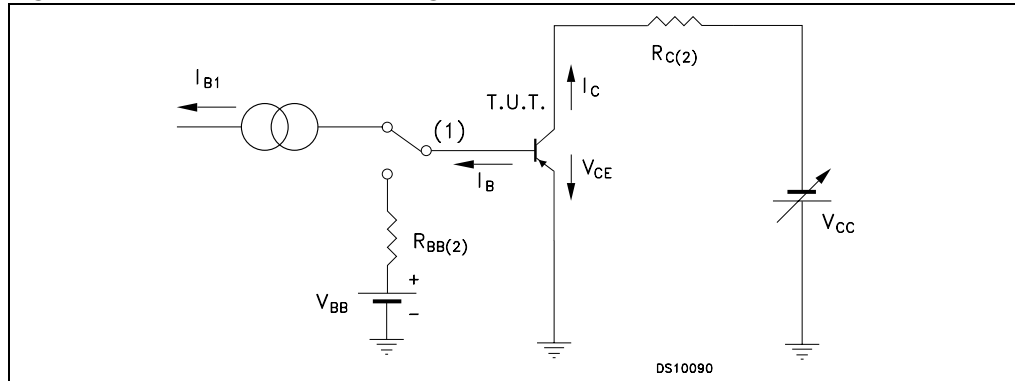 R_C(2)
I_B1
I_C
T.U.T.
(1)
V_CE
I_B
V_CC
R_BB(2)
+
V_BB
-
DS10090